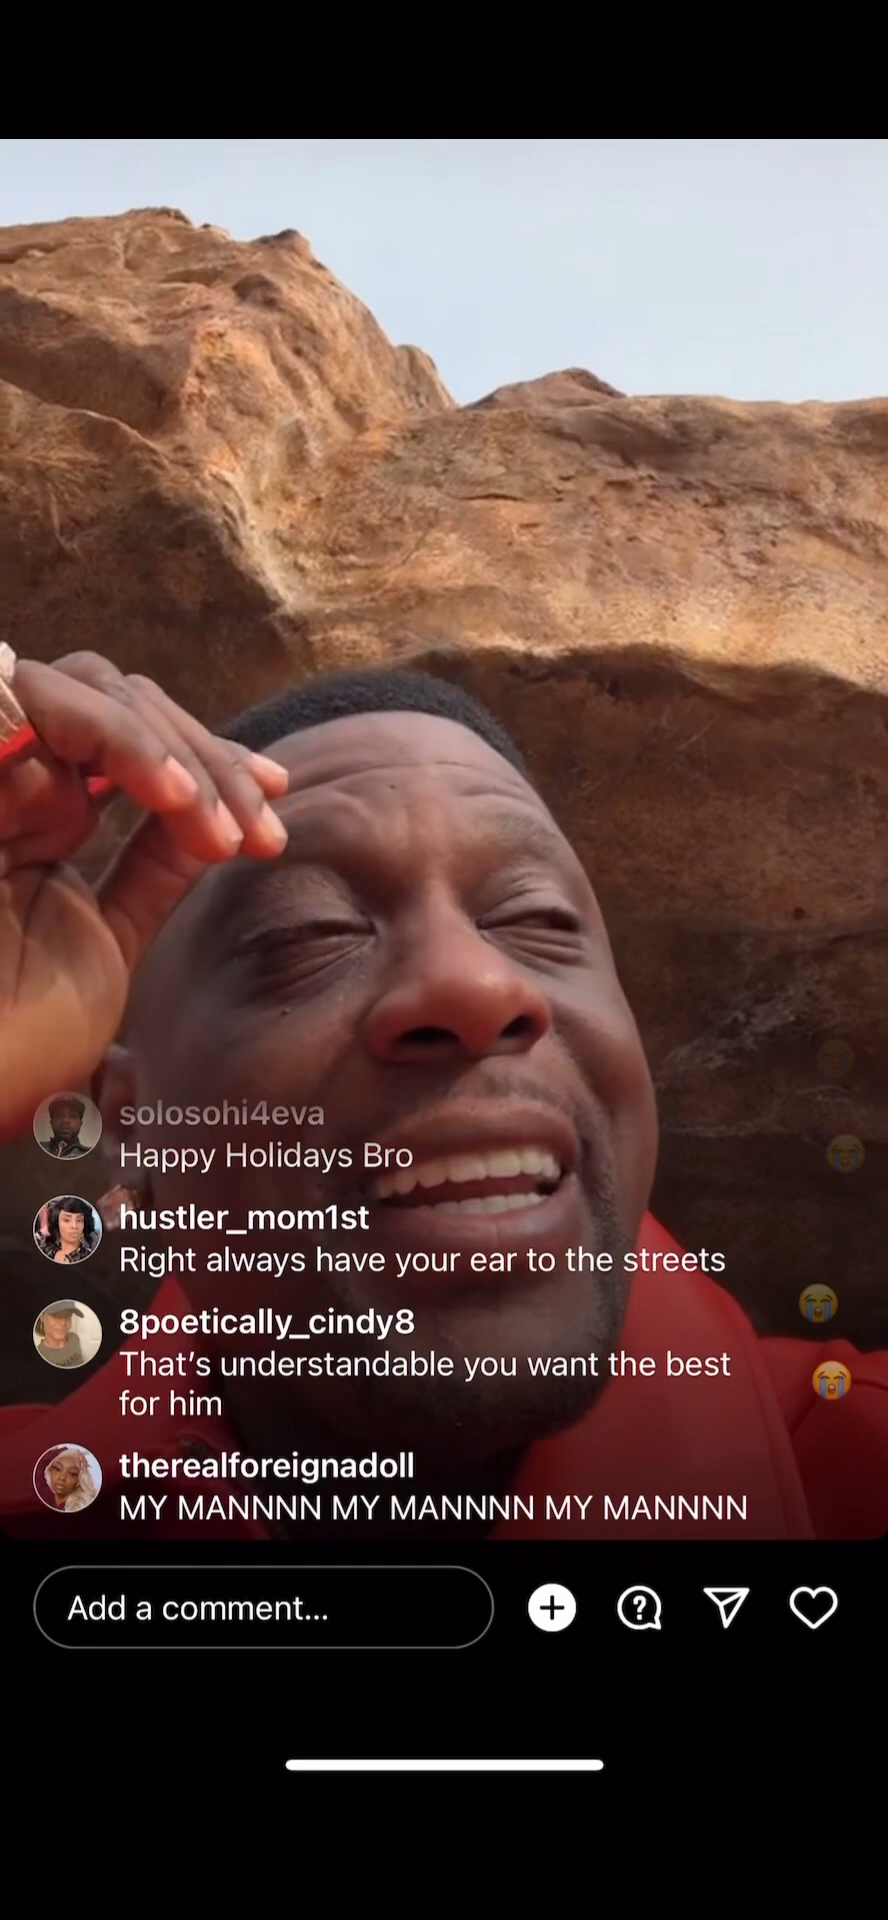 solosohi4eva
Happy Holidays Bro
hustler_mom1st
Right always have your ear to the streets
8poetically_cindy8
That's understandable you want the best
for him
therealforeignadoll
MY MANNNN MY MANNNN MY MANNNN
Add a comment...